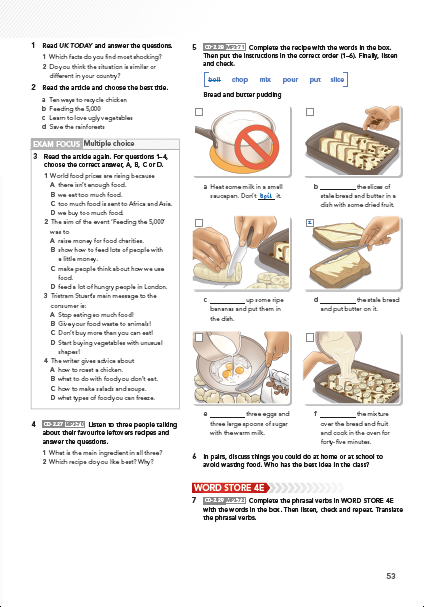 1 Read UK TODAY and answer the questions.
1 Which facts do you find most shocking?
2 Do you think the situation is similar or
different in your country?
2 Read the article and choose the best title.
a Ten ways to recycle chicken
b Feeding the 5,000
c Learn to love ugly vegetables
d Save the rainforests
EXAM FOCUS Multiple choice
3 Read the article again. For questions 1–4,
choose the correct answer, A, B, C or D.
1 World food prices are rising because
A there isn't enough food.
B we eat too much food.
C too much food is sent to Africa and Asia.
D we buy too much food.
2 The aim of the event 'Feeding the 5,000'
was to
A raise money for food charities.
B show how to feed lots of people with
a little money.
C make people think about how we use
food.
D feed a lot of hungry people in London.
3 Tristram Stuart's main message to the
consumer is:
A Stop eating so much food!
B Give your food waste to animals!
C Don't buy more than you can eat!
D Start buying vegetables with unusual
shapes!
4 The writer gives advice about
A how to roast a chicken.
B what to do with food you don't eat.
C how to make salads and soups.
D what types of food you can freeze.
4 Listen to three people talking
about their favourite leftovers recipes and
answer the questions.
1 What is the main ingredient in all three?
2 Which recipe do you like best? Why?
5 Complete the recipe with the words in the box.
Then put the instructions in the correct order (1–6). Finally, listen
and check.
boil chop mix pour put slice
Bread and butter pudding
a Heat some milk in a small
saucepan. Don't boil it.
b ________ the slices of
stale bread and butter in a
dish with some dried fruit.
c ________ up some ripe
bananas and put them in
the dish.
d ________ the stale bread
and put butter on it.
e ________ three eggs and
three large spoons of sugar
with the warm milk.
f ________ the mixture
over the bread and fruit
and cook in the oven for
forty-five minutes.
6 In pairs, discuss things you could do at home or at school to
avoid wasting food. Who has the best idea in the class?
WORD STORE 4E
7 Complete the phrasal verbs in WORD STORE 4E
with the words in the box. Then listen, check and repeat. Translate
the phrasal verbs.
53